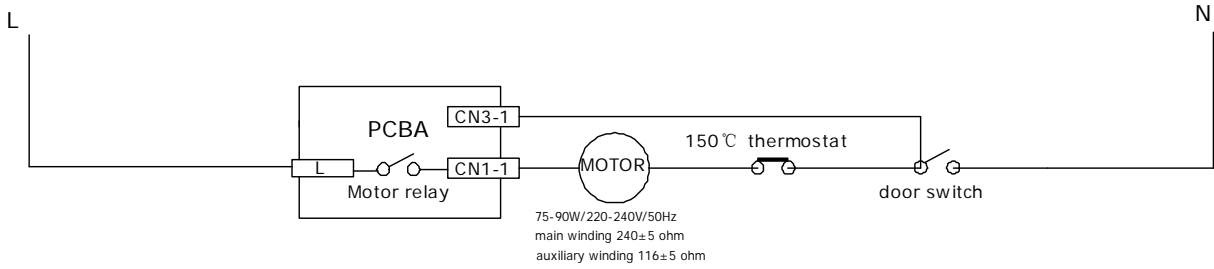 L
N
CN3-1
PCBA
150℃ thermostat
L
CN1-1
MOTOR
Motor relay
door switch
75-90W/220-240V/50Hz
main winding 240±5 ohm
auxiliary winding 116±5 ohm